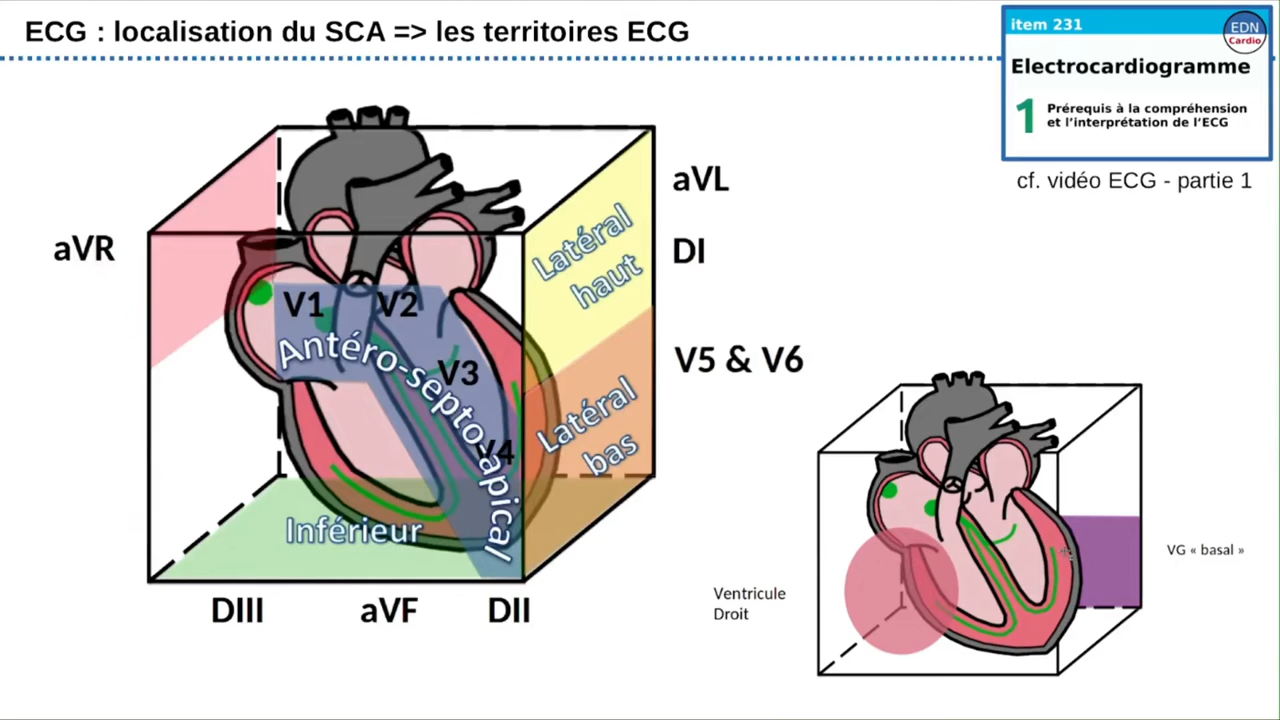 ECG : localisation du SCA => les territoires ECG
item 231
EDN
Cardio
Electrocardiogramme
1
Prérequis à la compréhension
et l'interprétation de l'ECG
cf. vidéo ECG - partie 1
aVR
aVL
DI
V5 & V6
Latéral
haut
Latéral
bas
V1
V2
V3
V4
Antéro-septo apical
Inférieur
DIII
aVF
DII
Ventricule
Droit
VG « basal »